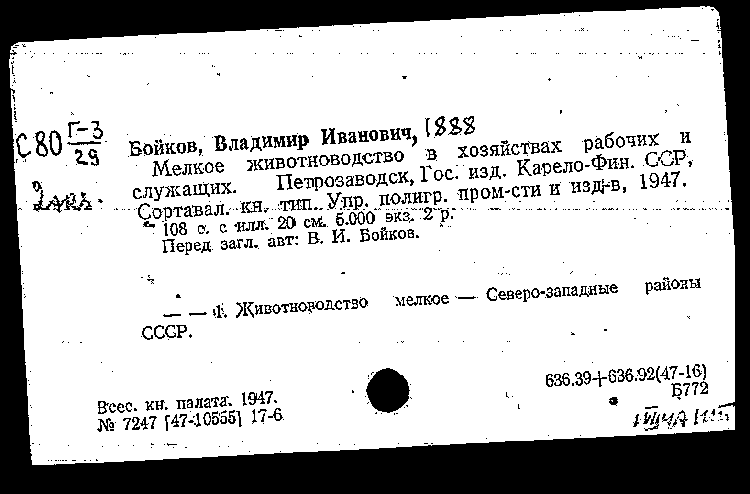 С80 Г-3/29
2 экз.
Бойков, Владимир Иванович, 1888
Мелкое животноводство в хозяйствах рабочих и
служащих. Петрозаводск, Гос. изд. Карело-Фин. ССР,
Сортавал. кн. тип. Упр. полигр. пром-сти и изд-в, 1947.
108 с. с илл. 20 см. 5.000 экз. 2 р.
Перед загл. авт: В. И. Бойков.
— — 1. Животноводство мелкое — Северо-западные районы
СССР.
636.39+636.92(47-16)
Б772
Всес. кн. палата. 1947.
№ 7247 [47-10555] 17-6